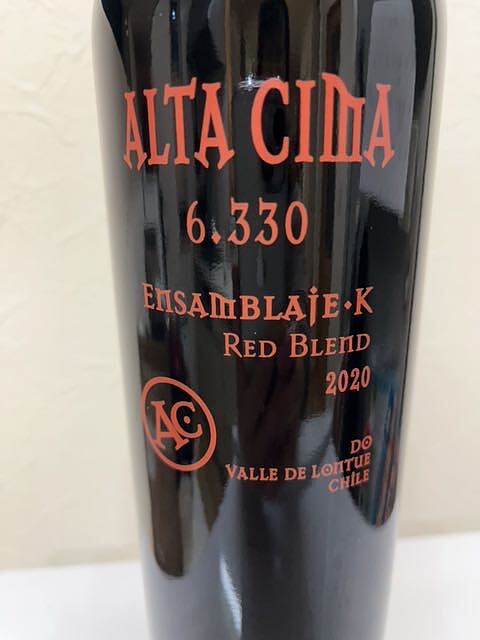 ALTA CIMA
6.330
ENSAMBLAJE·K
RED BLEND
2020
AC
DO
VALLE DE LONTUE
CHILE